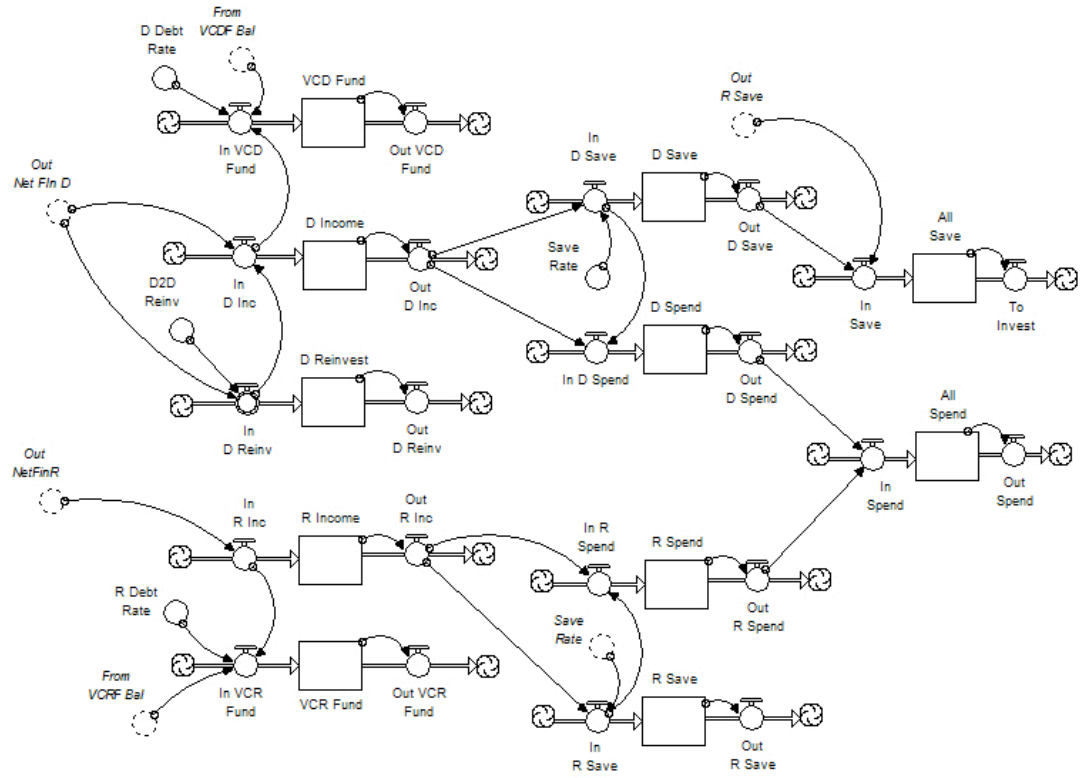 From
VCDF Bal
D Debt
Rate
VCD Fund
In VCD
Fund
Out VCD
Fund
Out
Net FIn D
D Income
In
D Inc
Out
D Inc
D2D
Reinv
D Reinvest
In
D Reinv
Out
D Reinv
In
D Save
D Save
Out
D Save
Save
Rate
Out
R Save
All
Save
In
Save
To
Invest
D Spend
In D Spend
Out
D Spend
All
Spend
In
Spend
Out
Spend
Out
NetFinR
In
R Inc
R Income
Out
R Inc
R Debt
Rate
From
VCRF Bal
In VCR
Fund
VCR Fund
Out VCR
Fund
In R
Spend
R Spend
Out
R Spend
Save
Rate
R Save
In
R Save
Out
R Save